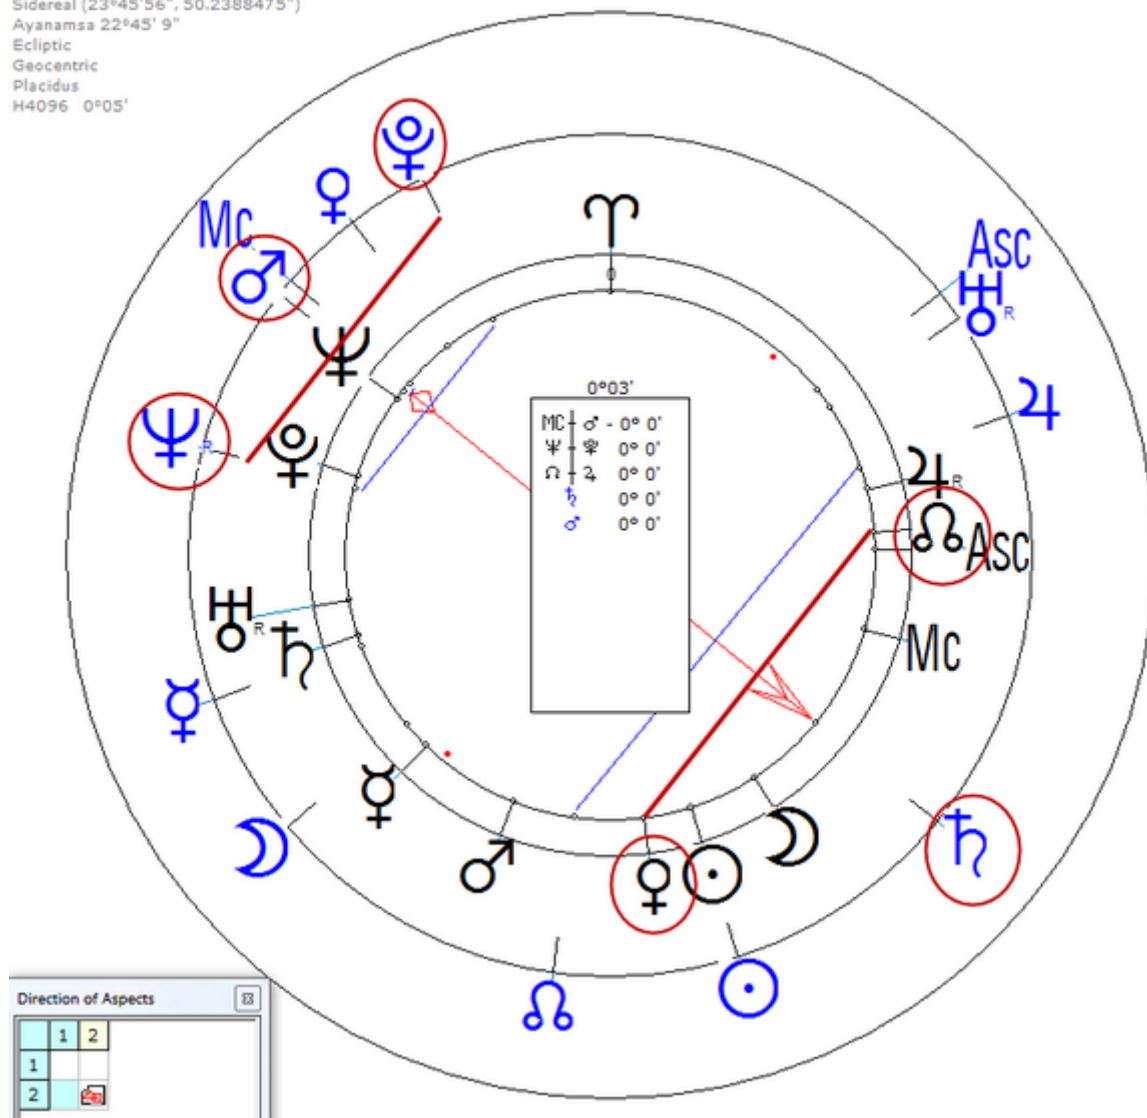 Sidereal (23°45'56", 50.2388475")
Ayanamsa 22°45' 9"
Ecliptic
Geocentric
Placidus
H4096 0°05'
♇
♀
Mc
♂
♈
0
Asc
♅ R
♆
♃
♆ R
♇
0°03'
MC ♂ - 0° 0'
♆ ♇ 0° 0'
☊ ♃ 0° 0'
♄ 0° 0'
♂ 0° 0'
♃ R
☊ Asc
♅ R
♄
Mc
☿
☿
☽
♂
♀ ☉ ☽
♄
☊
☉
Direction of Aspects
1 2
1
2